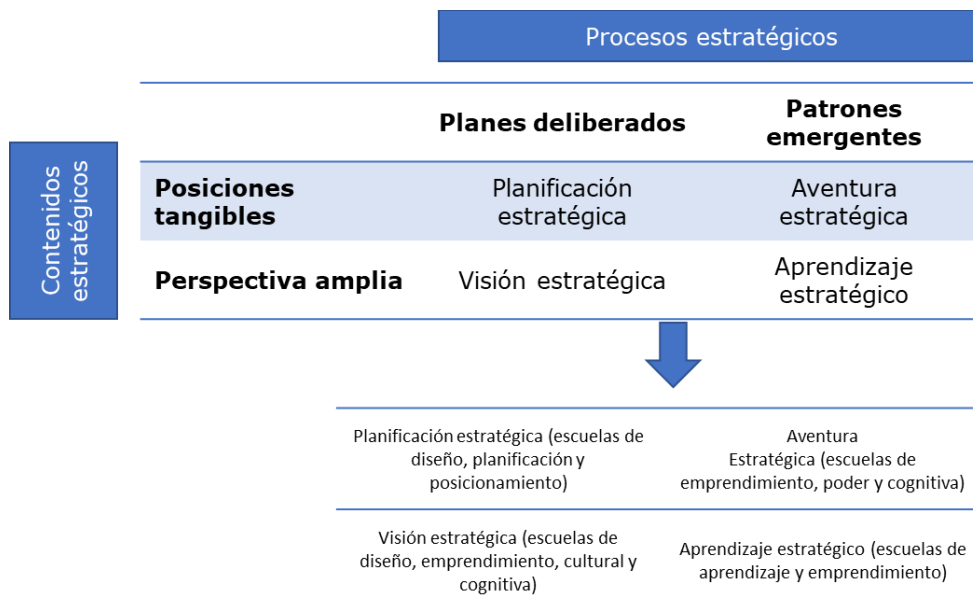 Procesos estratégicos
Planes deliberados
Patrones
emergentes
Contenidos
estratégicos
Posiciones
tangibles
Planificación
estratégica
Aventura
estratégica
Perspectiva amplia
Visión estratégica
Aprendizaje
estratégico
Planificación estratégica (escuelas de
diseño, planificación y
posicionamiento)
Aventura
Estratégica (escuelas de
emprendimiento, poder y cognitiva)
Visión estratégica (escuelas de
diseño, emprendimiento, cultural y
cognitiva)
Aprendizaje estratégico (escuelas de
aprendizaje y emprendimiento)